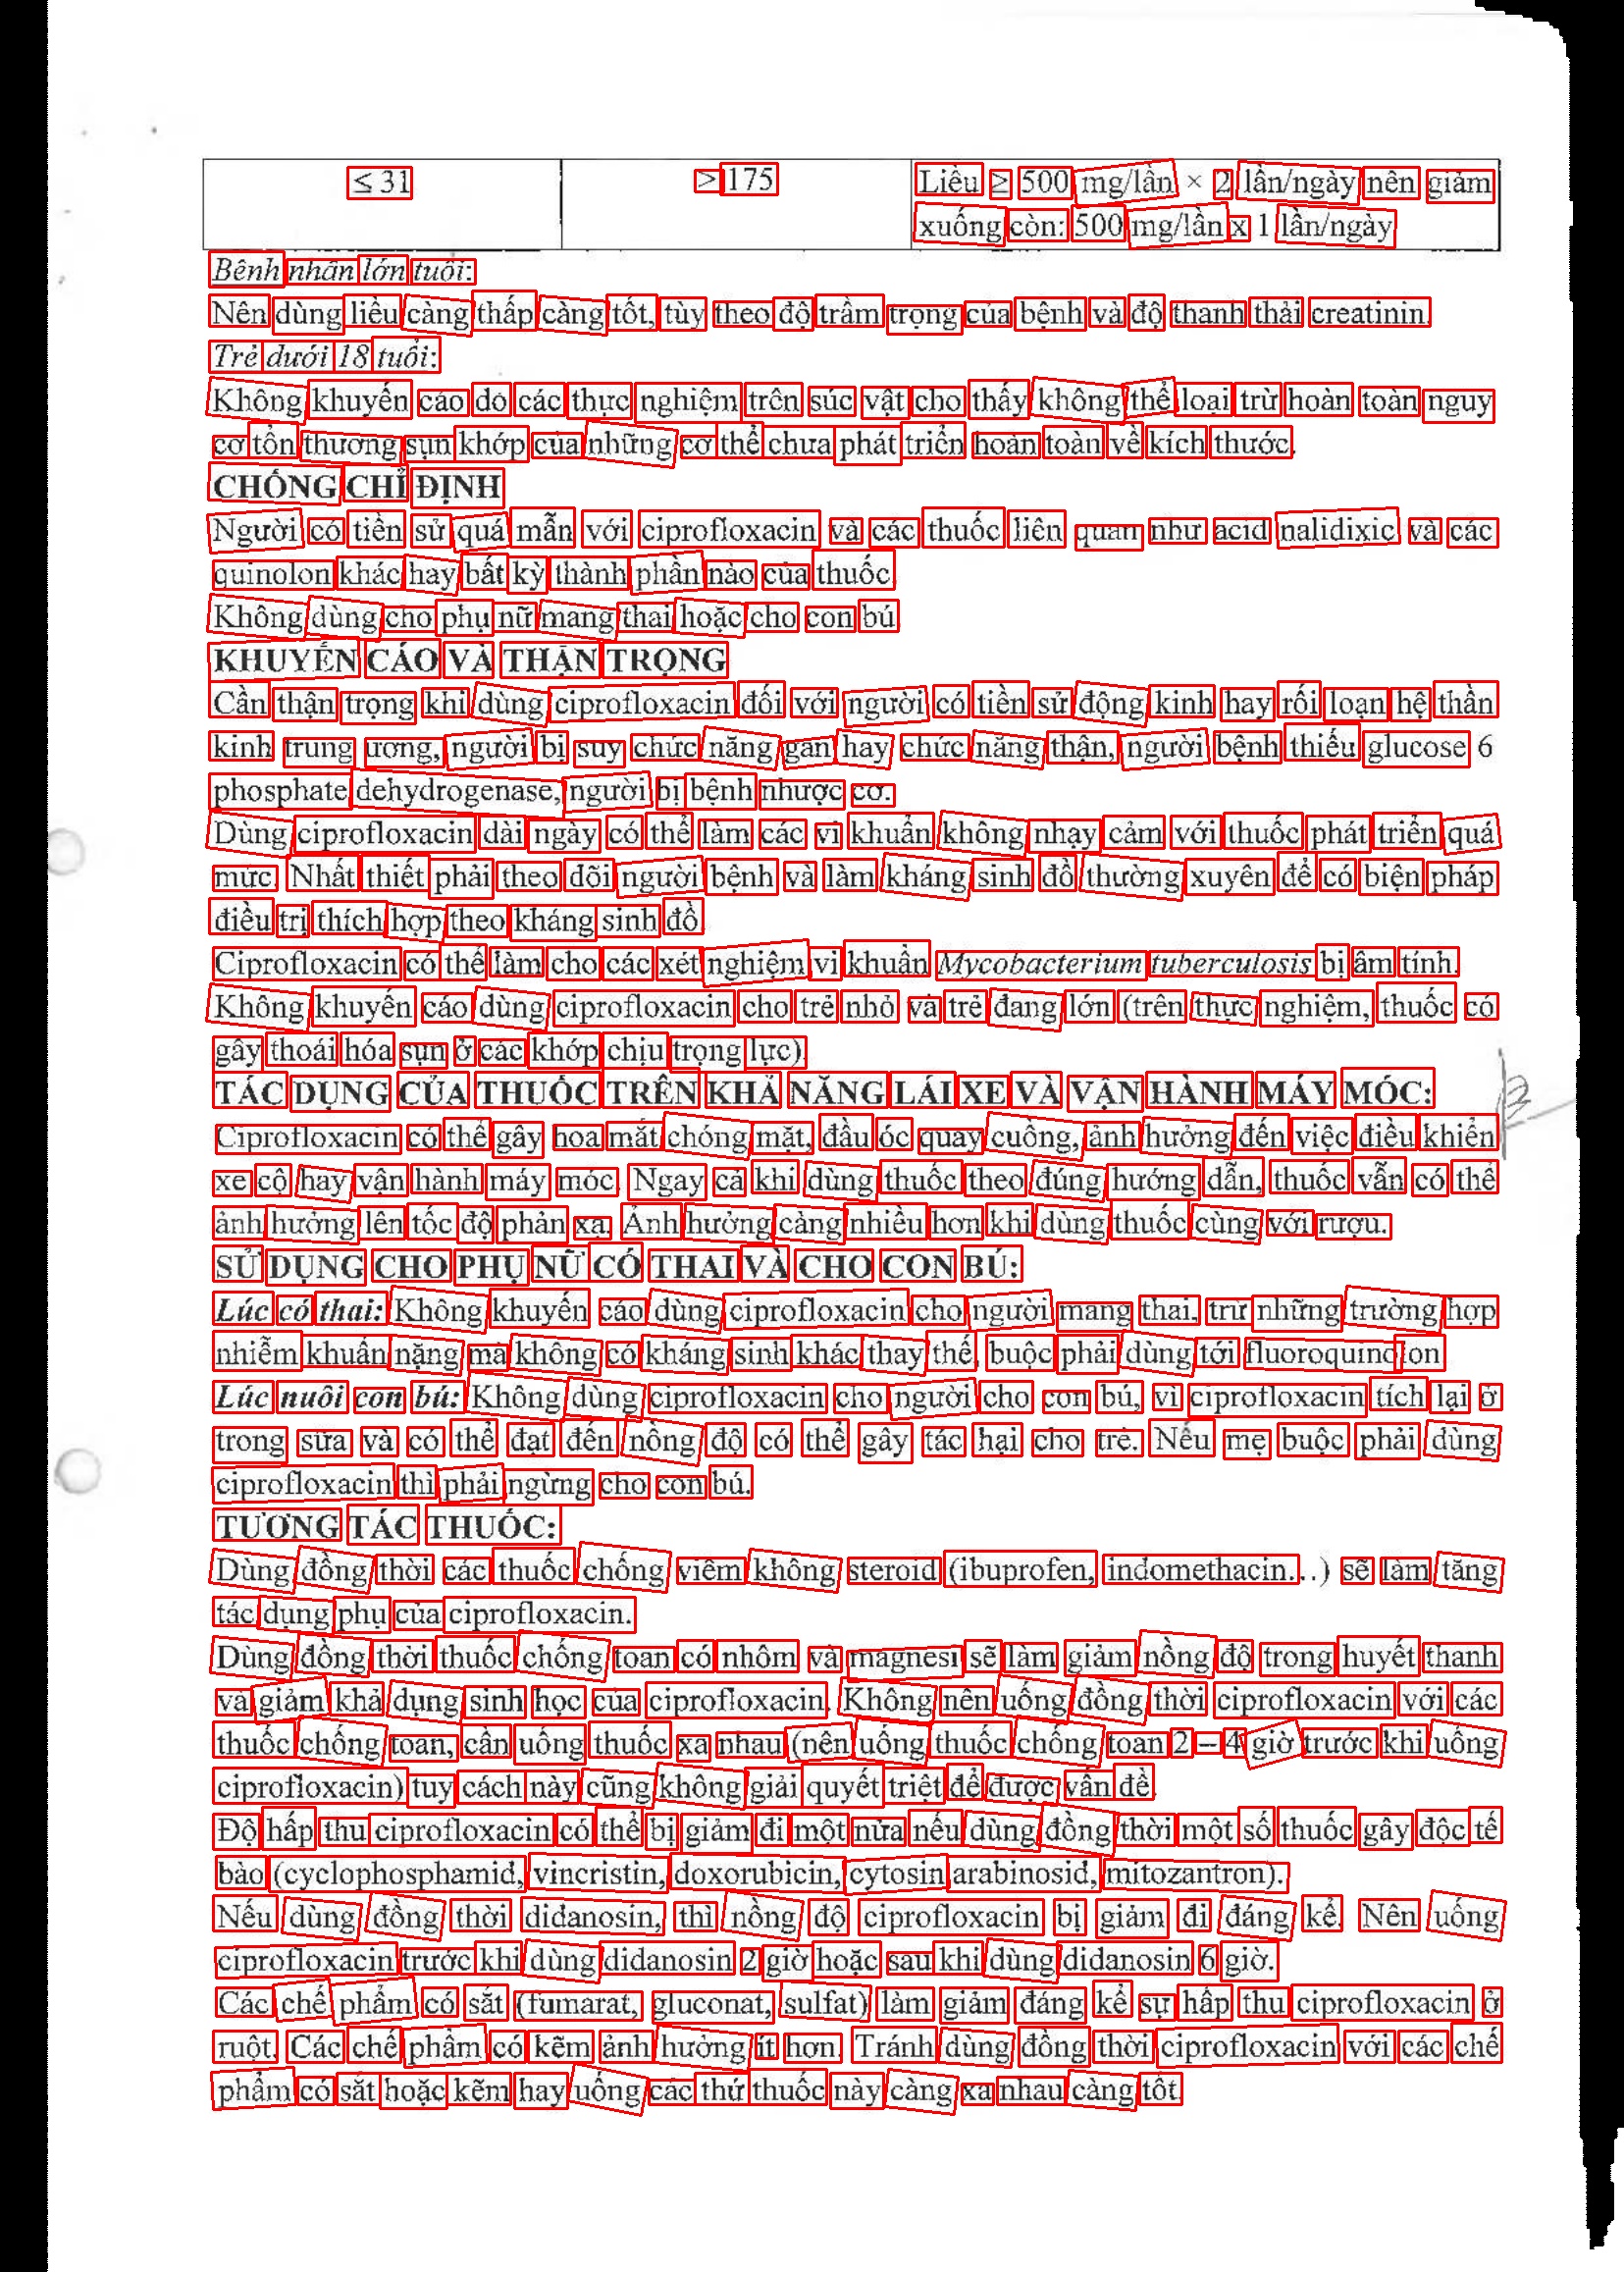 ≤ 31 > 175 Liều ≥ 500 mg/lần × 2 lần/ngày nên giảm
xuống còn: 500 mg/lần x 1 lần/ngày
Bệnh nhân lớn tuổi:
Nên dùng liều càng thấp càng tốt, tùy theo độ trầm trọng của bệnh và độ thanh thải creatinin.
Trẻ dưới 18 tuổi:
Không khuyến cáo do các thực nghiệm trên súc vật cho thấy không thể loại trừ hoàn toàn nguy
cơ tổn thương sụn khớp của những cơ thể chưa phát triển hoàn toàn về kích thước.
CHỐNG CHỈ ĐỊNH
Người có tiền sử quá mẫn với ciprofloxacin và các thuốc liên quan như acid nalidixic và các
quinolon khác hay bất kỳ thành phần nào của thuốc.
Không dùng cho phụ nữ mang thai hoặc cho con bú
KHUYẾN CÁO VÀ THẬN TRỌNG
Cần thận trọng khi dùng ciprofloxacin đối với người có tiền sử động kinh hay rối loạn hệ thần
kinh trung ương, người bị suy chức năng gan hay chức năng thận, người bệnh thiếu glucose 6
phosphate dehydrogenase, người bị bệnh nhược cơ.
Dùng ciprofloxacin dài ngày có thể làm các vi khuẩn không nhạy cảm với thuốc phát triển quá
mức. Nhất thiết phải theo dõi người bệnh và làm kháng sinh đồ thường xuyên để có biện pháp
điều trị thích hợp theo kháng sinh đồ.
Ciprofloxacin có thể làm cho các xét nghiệm vi khuẩn Mycobacterium tuberculosis bị âm tính.
Không khuyến cáo dùng ciprofloxacin cho trẻ nhỏ và trẻ đang lớn (trên thực nghiệm, thuốc có
gây thoái hóa sụn ở các khớp chịu trọng lực).
TÁC DỤNG CỦA THUỐC TRÊN KHẢ NĂNG LÁI XE VÀ VẬN HÀNH MÁY MÓC:
Ciprofloxacin có thể gây hoa mắt chóng mặt, đầu óc quay cuồng, ảnh hưởng đến việc điều khiển
xe cộ hay vận hành máy móc. Ngay cả khi dùng thuốc theo đúng hướng dẫn, thuốc vẫn có thể
ảnh hưởng lên tốc độ phản xạ. Ảnh hưởng càng nhiều hơn khi dùng thuốc cùng với rượu.
SỬ DỤNG CHO PHỤ NỮ CÓ THAI VÀ CHO CON BÚ:
Lúc có thai: Không khuyến cáo dùng ciprofloxacin cho người mang thai, trừ những trường hợp
nhiễm khuẩn nặng mà không có kháng sinh khác thay thế, buộc phải dùng tới fluoroquinolon
Lúc nuôi con bú: Không dùng ciprofloxacin cho người cho con bú, vì ciprofloxacin tích lại ở
trong sữa và có thể đạt đến nồng độ có thể gây tác hại cho trẻ. Nếu mẹ buộc phải dùng
ciprofloxacin thì phải ngừng cho con bú.
TƯƠNG TÁC THUỐC:
Dùng đồng thời các thuốc chống viêm không steroid (ibuprofen, indomethacin...) sẽ làm tăng
tác dụng phụ của ciprofloxacin.
Dùng đồng thời thuốc chống toan có nhôm và magnesi sẽ làm giảm nồng độ trong huyết thanh
và giảm khả dụng sinh học của ciprofloxacin. Không nên uống đồng thời ciprofloxacin với các
thuốc chống toan, cần uống thuốc xa nhau (nên uống thuốc chống toan 2 – 4 giờ trước khi uống
ciprofloxacin) tuy cách này cũng không giải quyết triệt để được vấn đề.
Độ hấp thu ciprofloxacin có thể bị giảm đi một nửa nếu dùng đồng thời một số thuốc gây độc tế
bào (cyclophosphamid, vincristin, doxorubicin, cytosin arabinosid, mitozantron).
Nếu dùng đồng thời didanosin, thì nồng độ ciprofloxacin bị giảm đi đáng kể. Nên uống
ciprofloxacin trước khi dùng didanosin 2 giờ hoặc sau khi dùng didanosin 6 giờ.
Các chế phẩm có sắt (fumarat, gluconat, sulfat) làm giảm đáng kể sự hấp thu ciprofloxacin ở
ruột. Các chế phẩm có kẽm ảnh hưởng ít hơn. Tránh dùng đồng thời ciprofloxacin với các chế
phẩm có sắt hoặc kẽm hay uống các thứ thuốc này càng xa nhau càng tốt.